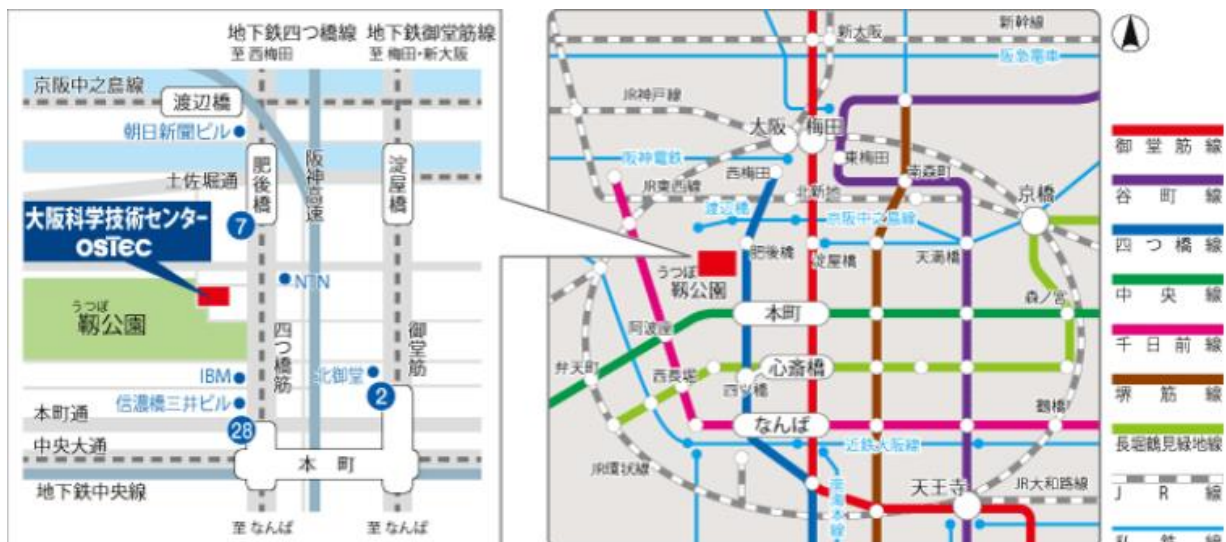 地下鉄四つ橋線
至 西梅田
地下鉄御堂筋線
至 梅田・新大阪
京阪中之島線
渡辺橋
朝日新聞ビル
肥後橋
阪神高速
淀屋橋
土佐堀通
大阪科学技術センター
OSTEC
7
NTN
うつぼ
靱公園
四つ橋筋
御堂筋
IBM
北御堂
2
信濃橋三井ビル
本町通
28
中央大通
本町
地下鉄中央線
至 なんば
至 なんば
新大阪
新幹線
阪急電車
JR神戸線
大阪
梅田
東梅田
阪神電鉄
西梅田
南森町
JR東西線
北新地
京橋
渡辺橋
京阪中之島線
肥後橋
淀屋橋
天満橋
うつぼ
靱公園
森ノ宮
阿波座
本町
弁天町
心斎橋
西長堀
四ツ橋
鶴橋
なんば
近鉄大阪線
JR環状線
南海本線
天王寺
JR大和路線
御堂筋線
谷町線
四つ橋線
中央線
千日前線
堺筋線
長堀鶴見緑地線
JR線
私鉄線